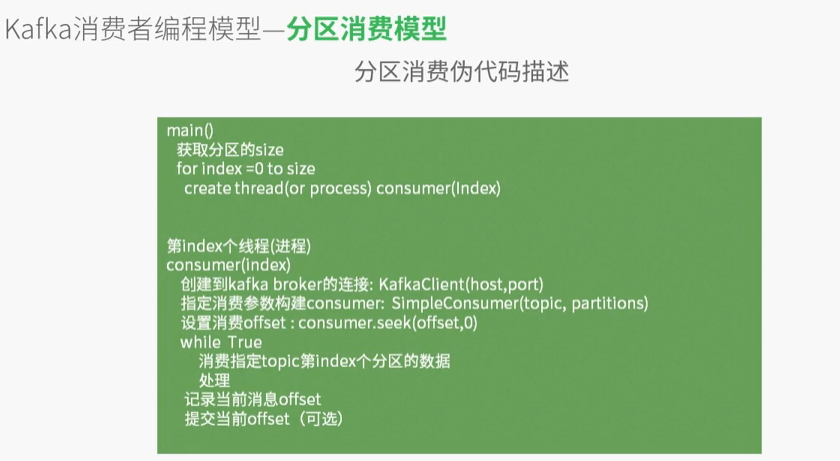 Kafka消费者编程模型—分区消费模型
分区消费伪代码描述
main()
获取分区的size
for index =0 to size
create thread(or process) consumer(Index)
第index个线程(进程)
consumer(index)
创建到kafka broker的连接: KafkaClient(host,port)
指定消费参数构建consumer: SimpleConsumer(topic, partitions)
设置消费offset : consumer.seek(offset,0)
while True
消费指定topic第index个分区的数据
处理
记录当前消息offset
提交当前offset（可选）